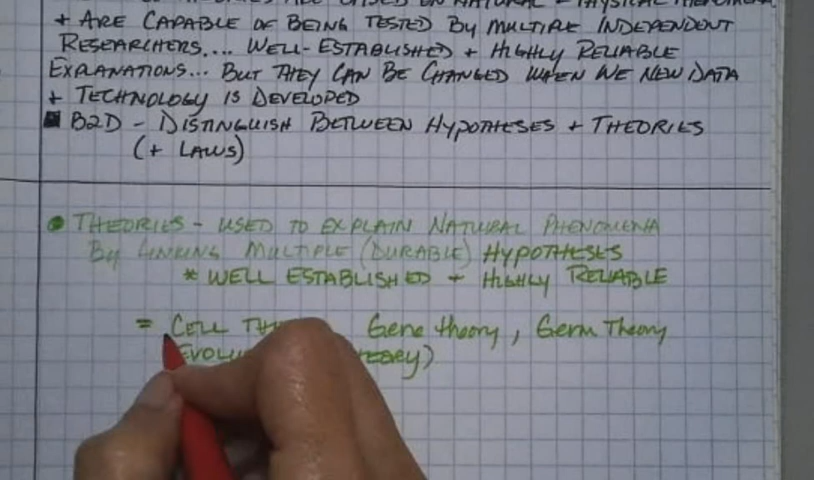 + ARE CAPABLE OF BEING TESTED BY MULTIPLE INDEPENDENT
RESEARCHERS.... WELL-ESTABLISHED + HIGHLY RELIABLE
EXPLANATIONS... BUT THEY CAN BE CHANGED WHEN WE NEW DATA
+ TECHNOLOGY IS DEVELOPED
B2D - DISTINGUISH BETWEEN HYPOTHESES + THEORIES
(+ LAWS)
THEORIES - USED TO EXPLAIN NATURAL PHENOMENA
BY LINKING MULTIPLE (DURABLE) HYPOTHESES
* WELL ESTABLISHED + HIGHLY RELIABLE
= CELL Gene theory, Germ Theory